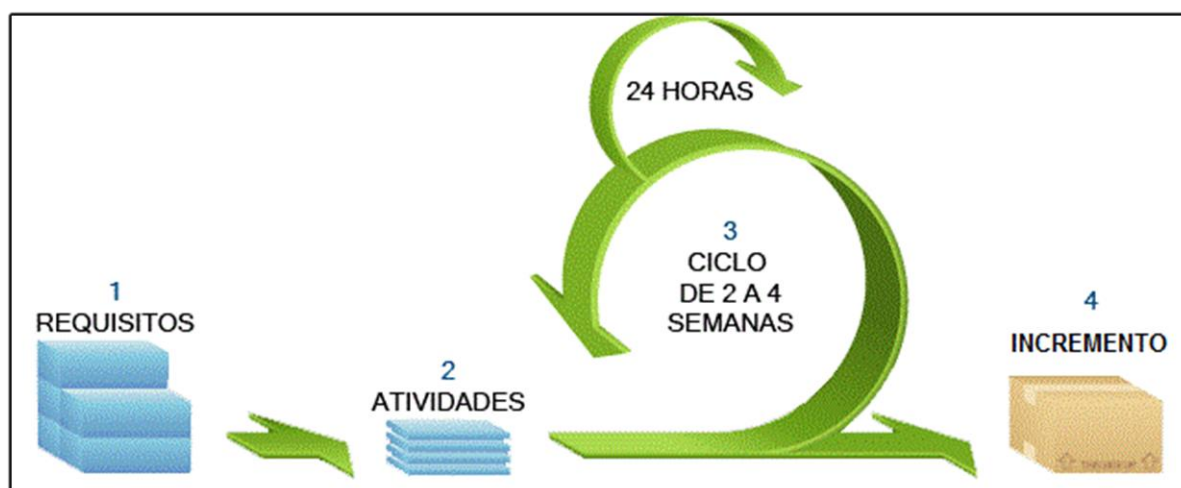 24 HORAS
1
REQUISITOS
2
ATIVIDADES
3
CICLO
DE 2 A 4
SEMANAS
4
INCREMENTO